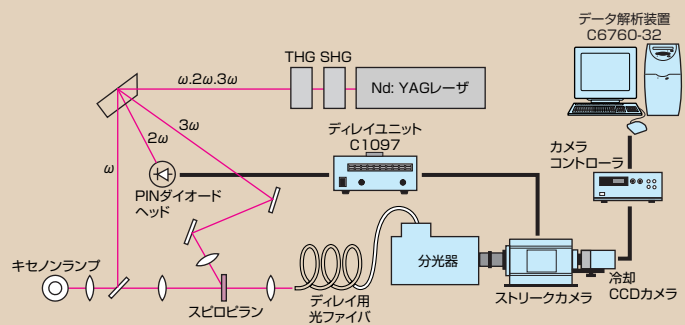 データ解析装置
C6760-32
THG SHG
ω.2ω.3ω
Nd: YAGレーザ
3ω
2ω
ω
ディレイユニット
C1097
カメラ
コントローラ
PINダイオード
ヘッド
キセノンランプ
分光器
冷却
CCDカメラ
ストリークカメラ
スピロピラン
ディレイ用
光ファイバ